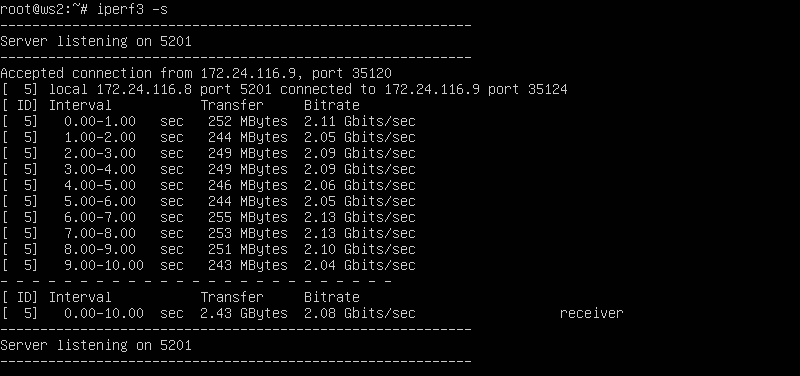 root@ws2:~# iperf3 -s
-----------------------------------------------------------
Server listening on 5201
-----------------------------------------------------------
Accepted connection from 172.24.116.9, port 35120
[  5] local 172.24.116.8 port 5201 connected to 172.24.116.9 port 35124
[ ID] Interval           Transfer     Bitrate
[  5]   0.00-1.00   sec   252 MBytes  2.11 Gbits/sec
[  5]   1.00-2.00   sec   244 MBytes  2.05 Gbits/sec
[  5]   2.00-3.00   sec   249 MBytes  2.09 Gbits/sec
[  5]   3.00-4.00   sec   249 MBytes  2.09 Gbits/sec
[  5]   4.00-5.00   sec   246 MBytes  2.06 Gbits/sec
[  5]   5.00-6.00   sec   244 MBytes  2.05 Gbits/sec
[  5]   6.00-7.00   sec   255 MBytes  2.13 Gbits/sec
[  5]   7.00-8.00   sec   253 MBytes  2.13 Gbits/sec
[  5]   8.00-9.00   sec   251 MBytes  2.10 Gbits/sec
[  5]   9.00-10.00  sec   243 MBytes  2.04 Gbits/sec
- - - - - - - - - - - - - - - - - - - - - - - - -
[ ID] Interval           Transfer     Bitrate
[  5]   0.00-10.00  sec  2.43 GBytes  2.08 Gbits/sec                  receiver
-----------------------------------------------------------
Server listening on 5201
-----------------------------------------------------------